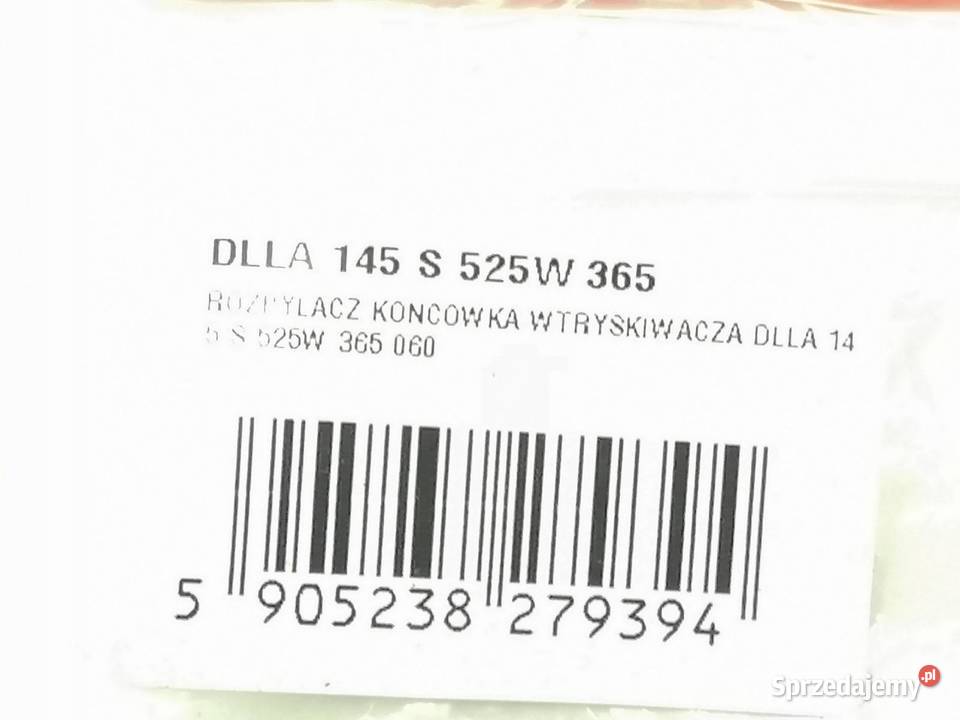 DLLA 145 S 525W 365
ROZPYLACZ KONCOWKA WTRYSKIWACZA DLLA 14
5 S 525W 365 060
5 905238 279394
Sprzedajemy.pl